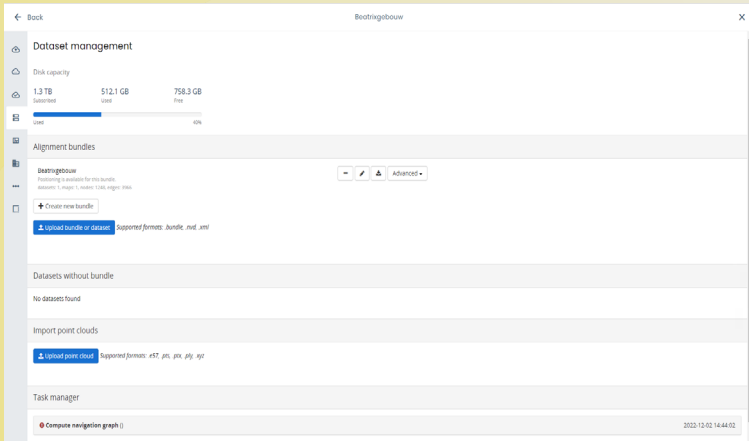 Back
Beatrixgebouw
Dataset management
Disk capacity
1.3 TB 512.1 GB 758.3 GB
Subscribed Used Free
Used 40%
Alignment bundles
Beatrixgebouw
Positioning is available for this bundle.
Advanced
Create new bundle
Upload bundle or dataset Supported formats: .bundle, .nvd, .xml
Datasets without bundle
No datasets found
Import point clouds
Upload point cloud Supported formats: .e57, .pts, .ptx, .ply, .xyz
Task manager
Compute navigation graph () 2022-12-02 14:44:02